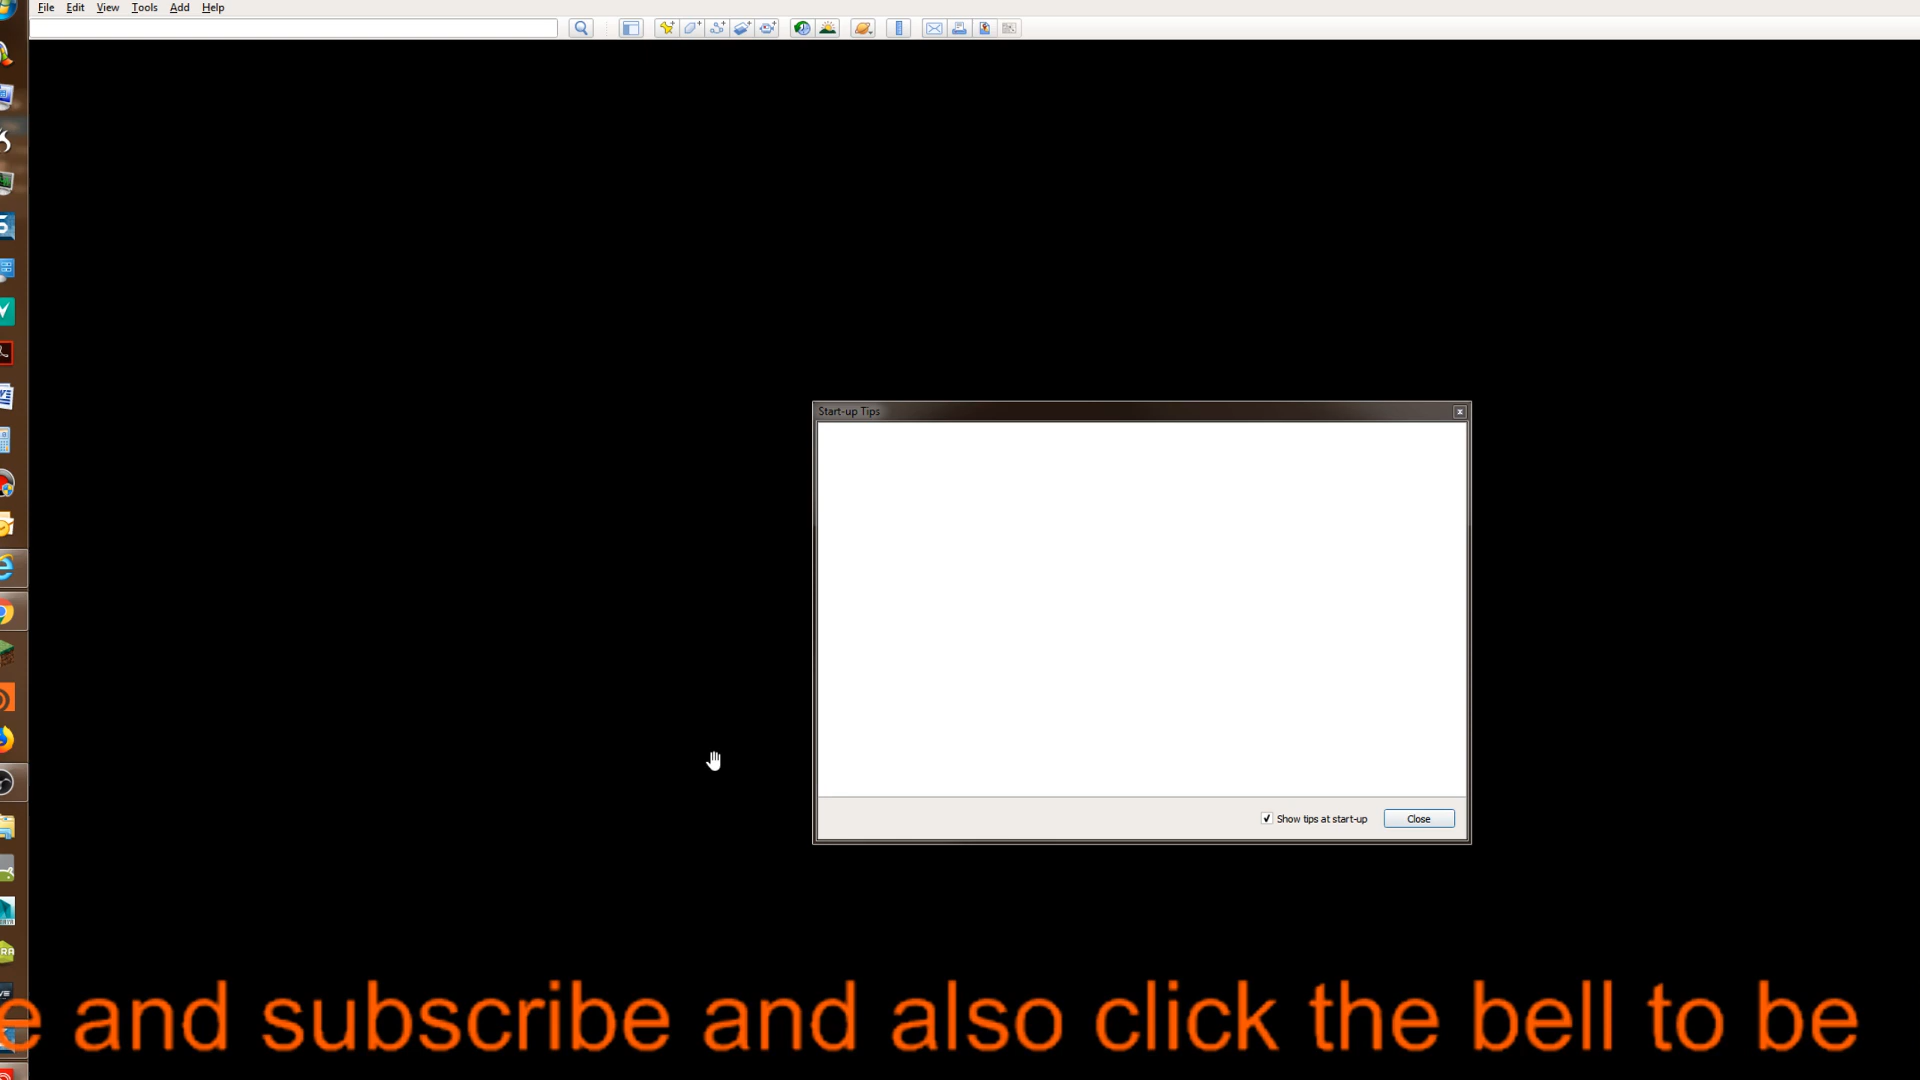 File Edit View Tools Add Help
Start-up Tips
Show tips at start-up Close
e and subscribe and also click the bell to be